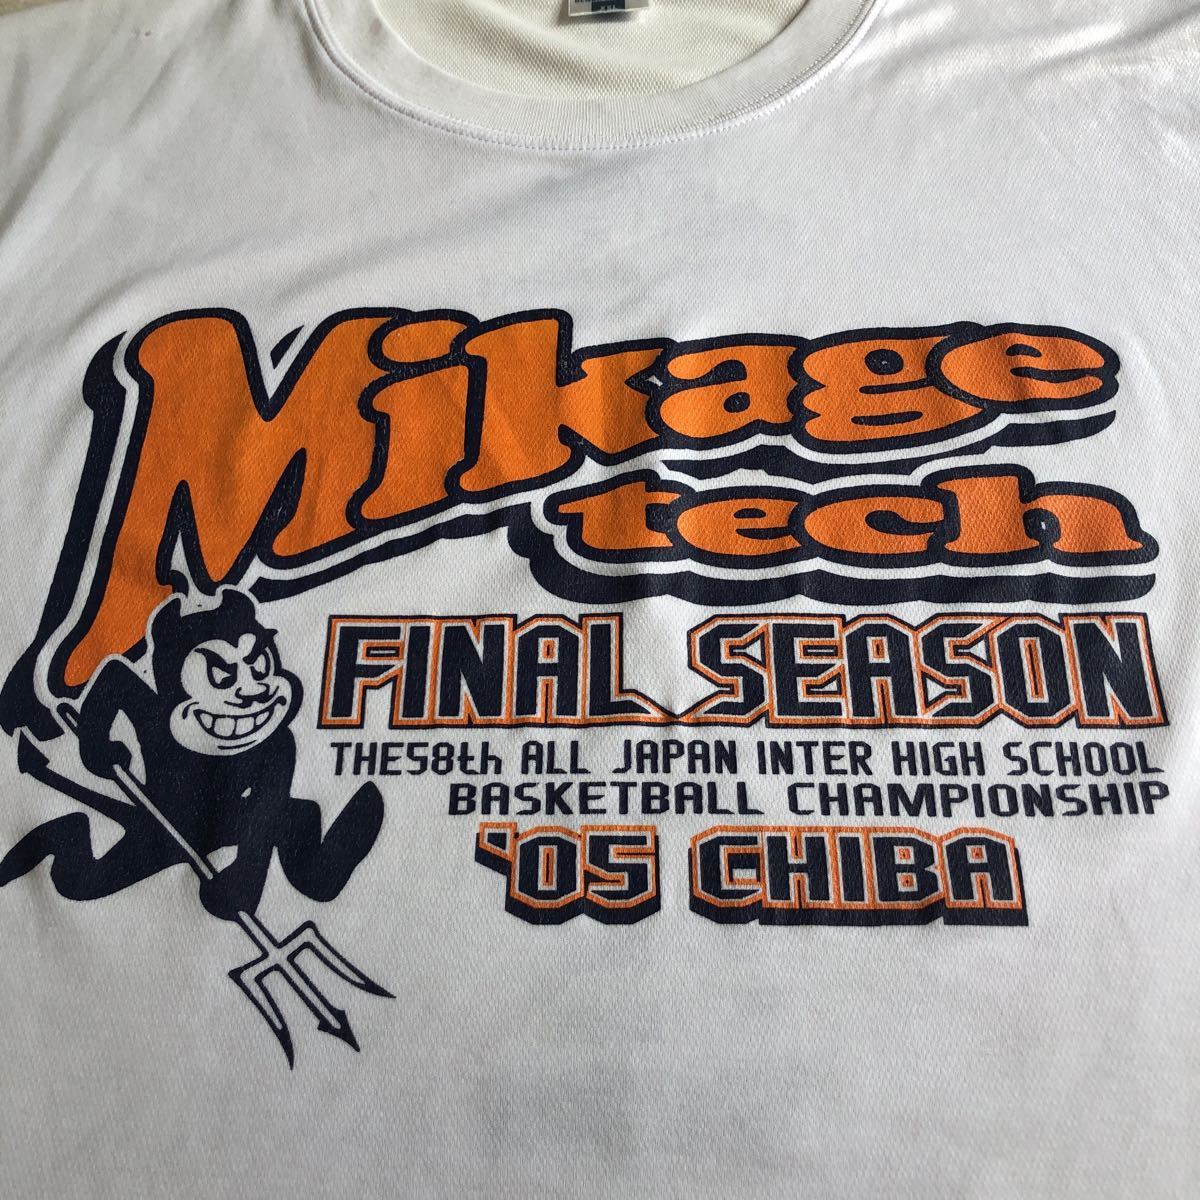 Mikage
tech
FINAL SEASON
THE58th ALL JAPAN INTER HIGH SCHOOL
BASKETBALL CHAMPIONSHIP
'05 CHIBA